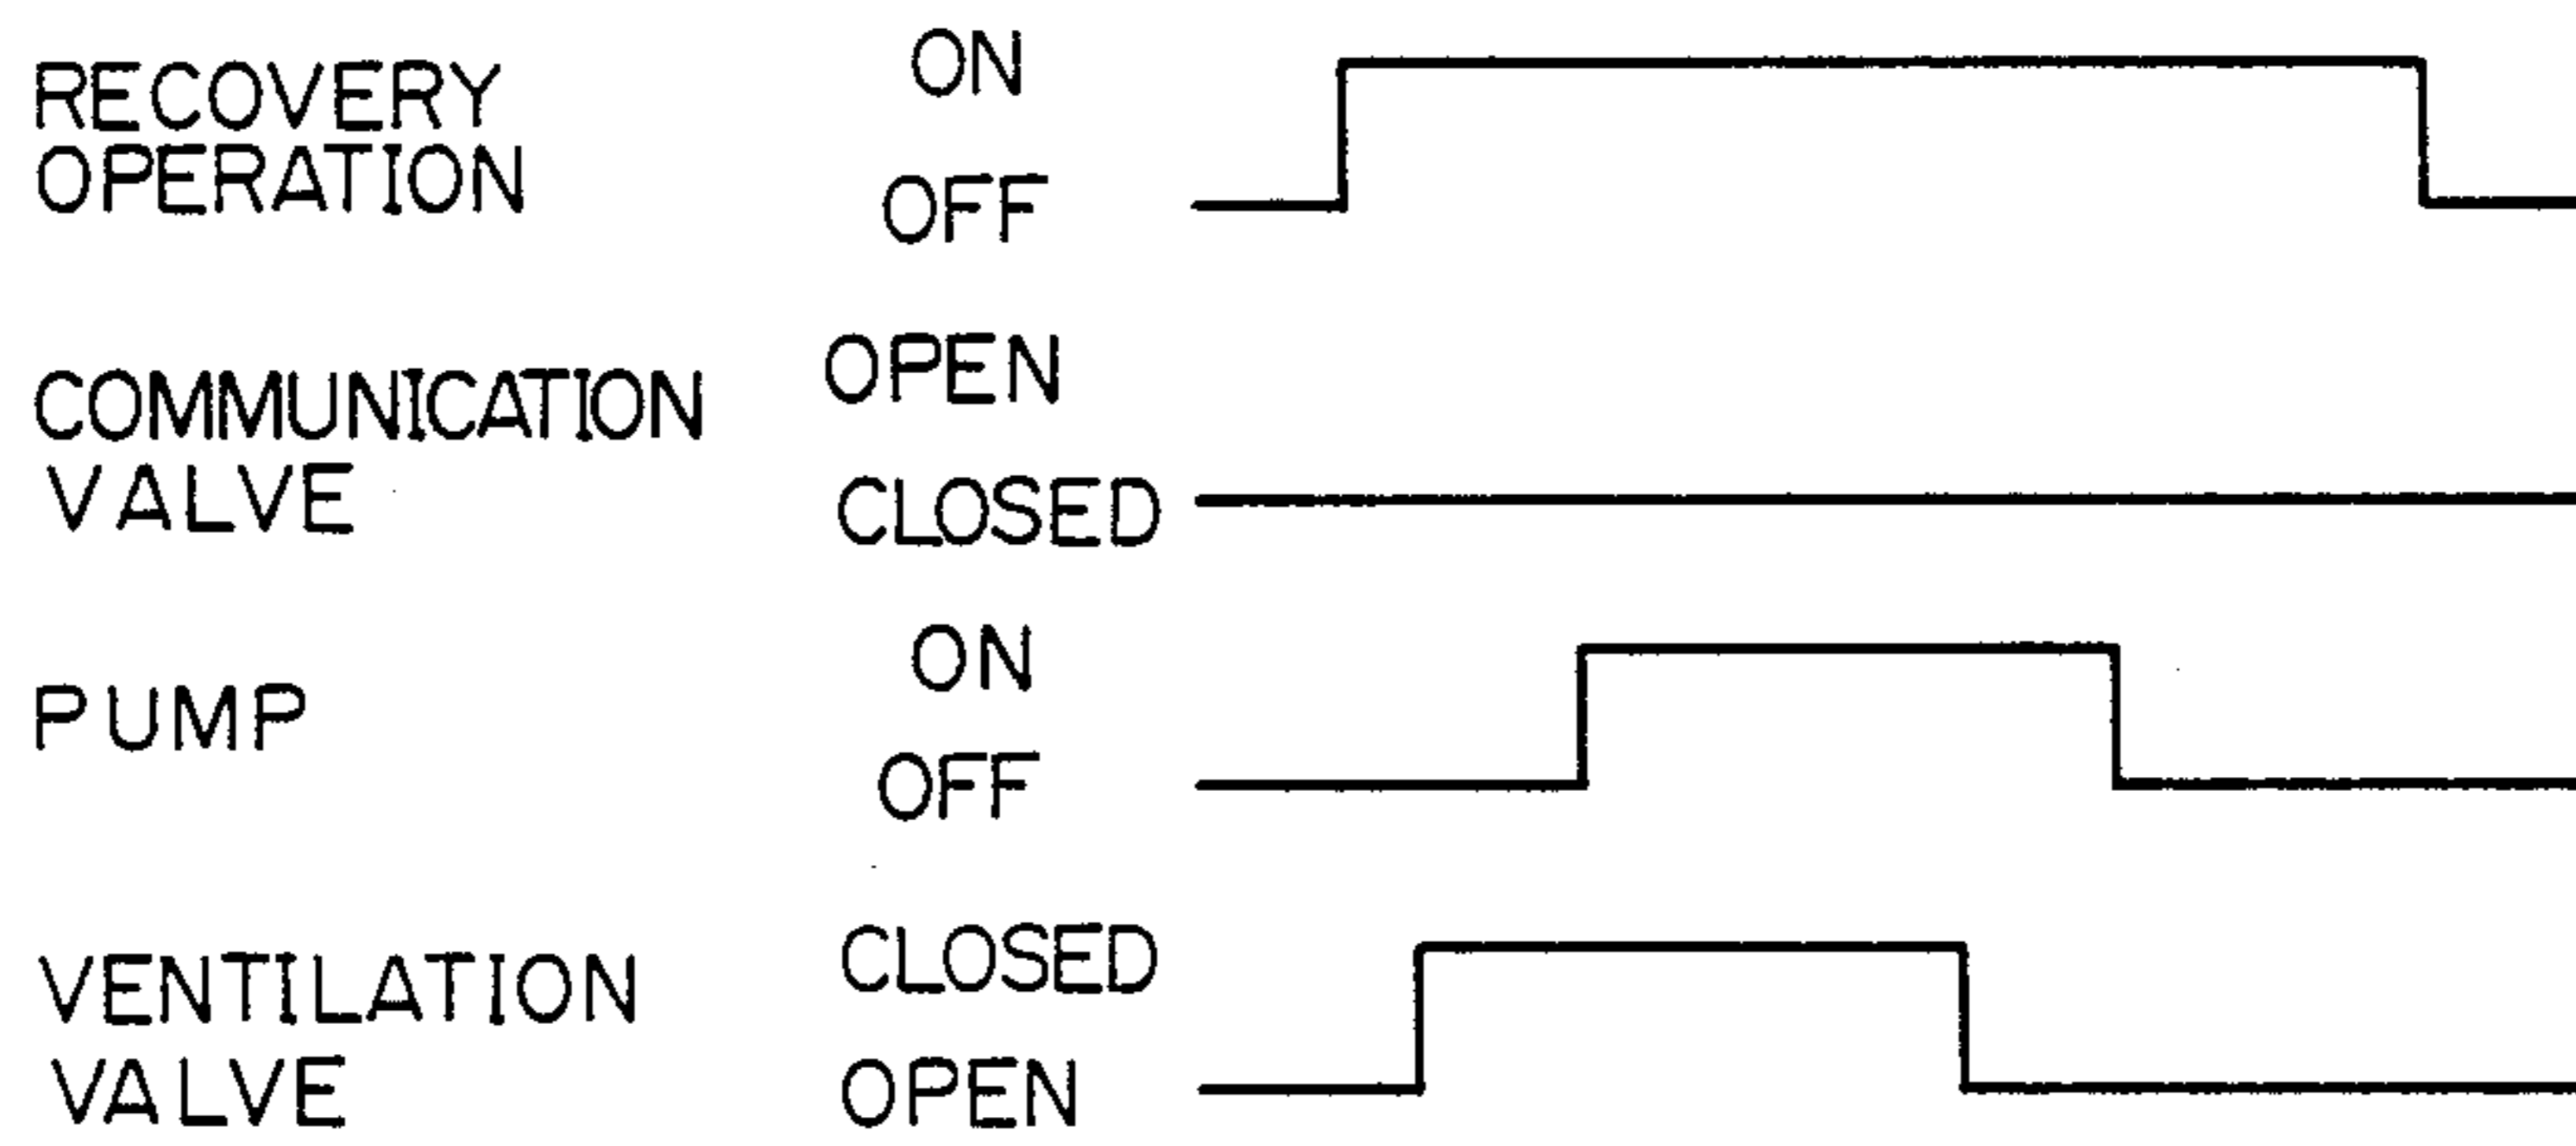 RECOVERY
OPERATION
ON
OFF
COMMUNICATION
VALVE
OPEN
CLOSED
PUMP
ON
OFF
VENTILATION
VALVE
CLOSED
OPEN